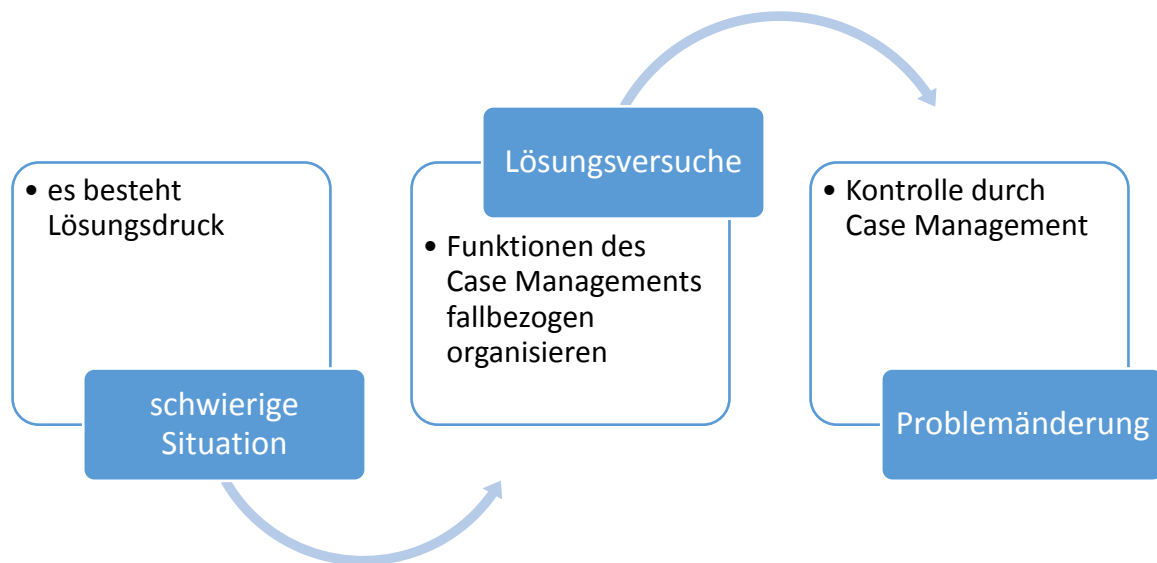 • es besteht
Lösungsdruck
schwierige
Situation
Lösungsversuche
• Funktionen des
Case Managements
fallbezogen
organisieren
• Kontrolle durch
Case Management
Problemänderung